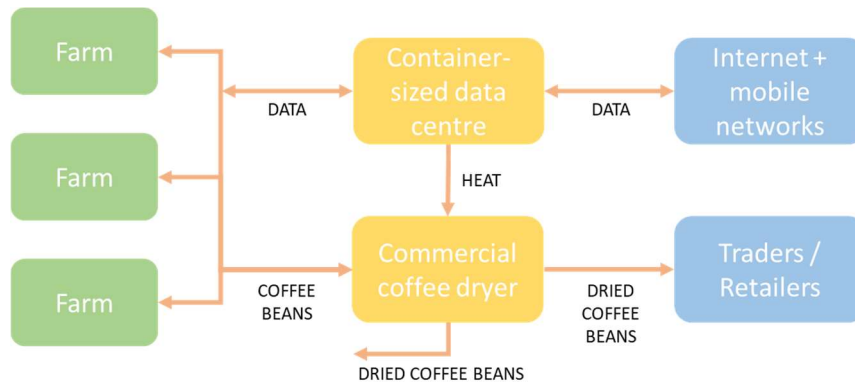 Farm
Container-
sized data
centre
Internet +
mobile
networks
DATA
DATA
Farm
HEAT
Farm
Commercial
coffee dryer
Traders /
Retailers
COFFEE
BEANS
DRIED
COFFEE
BEANS
DRIED COFFEE BEANS